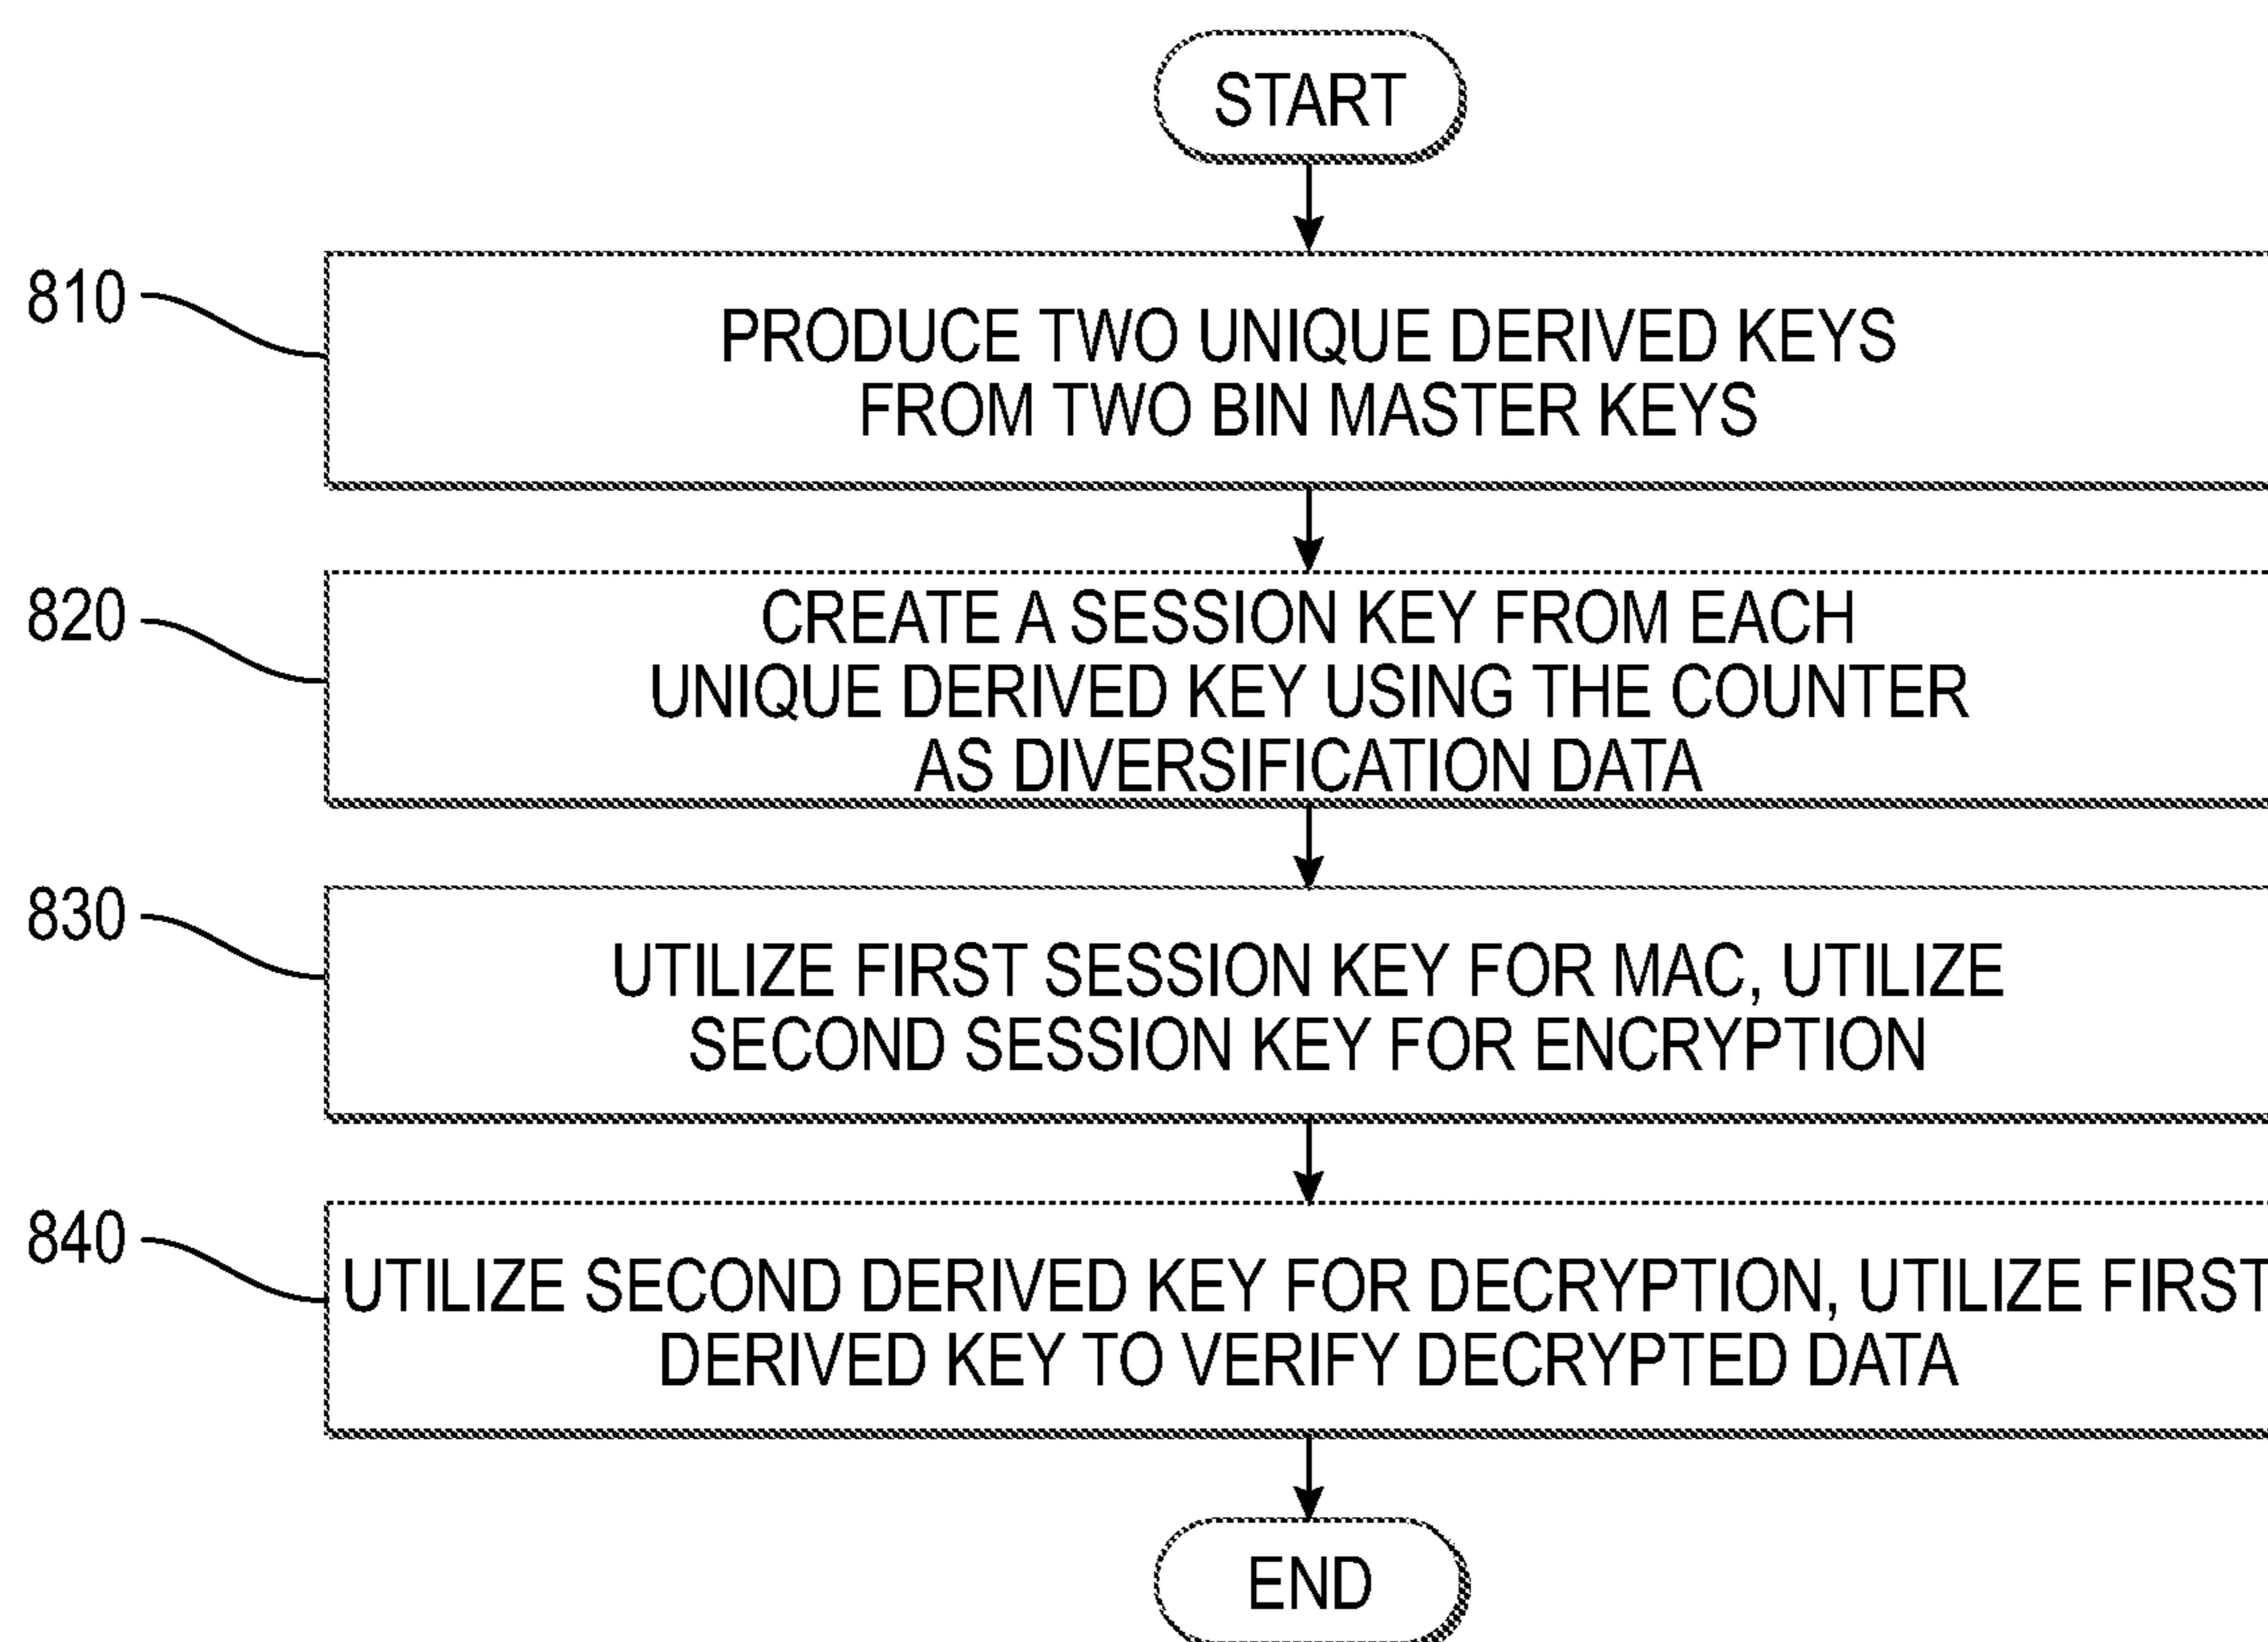 START
810
PRODUCE TWO UNIQUE DERIVED KEYS
FROM TWO BIN MASTER KEYS
820
CREATE A SESSION KEY FROM EACH
UNIQUE DERIVED KEY USING THE COUNTER
AS DIVERSIFICATION DATA
830
UTILIZE FIRST SESSION KEY FOR MAC, UTILIZE
SECOND SESSION KEY FOR ENCRYPTION
840
UTILIZE SECOND DERIVED KEY FOR DECRYPTION, UTILIZE FIRST
DERIVED KEY TO VERIFY DECRYPTED DATA
END